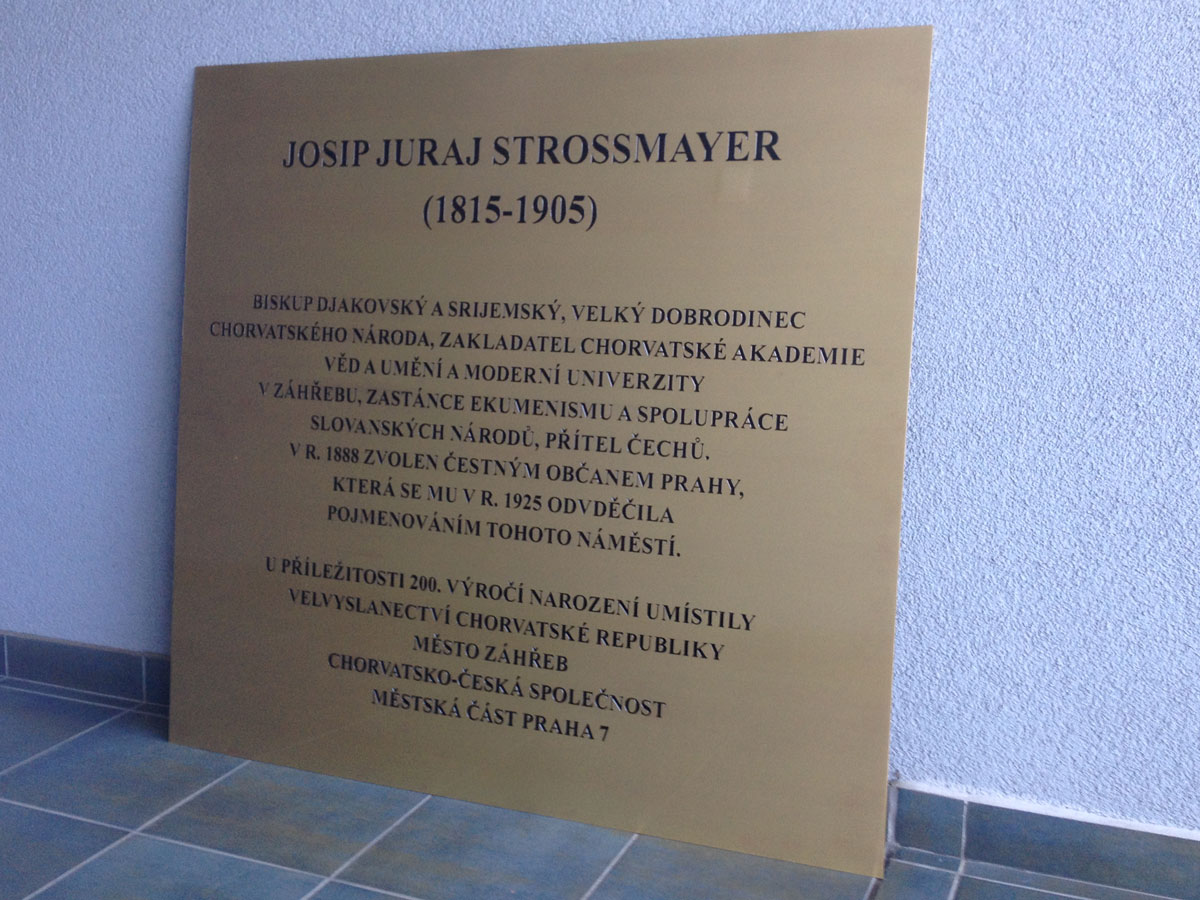 JOSIP JURAJ STROSSMAYER
(1815-1905)
BISKUP DJAKOVSKÝ A SRIJEMSKÝ, VELKÝ DOBRODINEC
CHORVATSKÉHO NÁRODA, ZAKLADATEL CHORVATSKÉ AKADEMIE
VĚD A UMĚNÍ A MODERNÍ UNIVERZITY
V ZÁHŘEBU, ZASTÁNCE EKUMENISMU A SPOLUPRÁCE
SLOVANSKÝCH NÁRODŮ, PŘÍTEL ČECHŮ.
V R. 1888 ZVOLEN ČESTNÝM OBČANEM PRAHY,
KTERÁ SE MU V R. 1925 ODVDĚČILA
POJMENOVÁNÍM TOHOTO NÁMĚSTÍ.
U PŘÍLEŽITOSTI 200. VÝROČÍ NAROZENÍ UMÍSTILY
VELVYSLANECTVÍ CHORVATSKÉ REPUBLIKY
MĚSTO ZÁHŘEB
CHORVATSKO-ČESKÁ SPOLEČNOST
MĚSTSKÁ ČÁST PRAHA 7